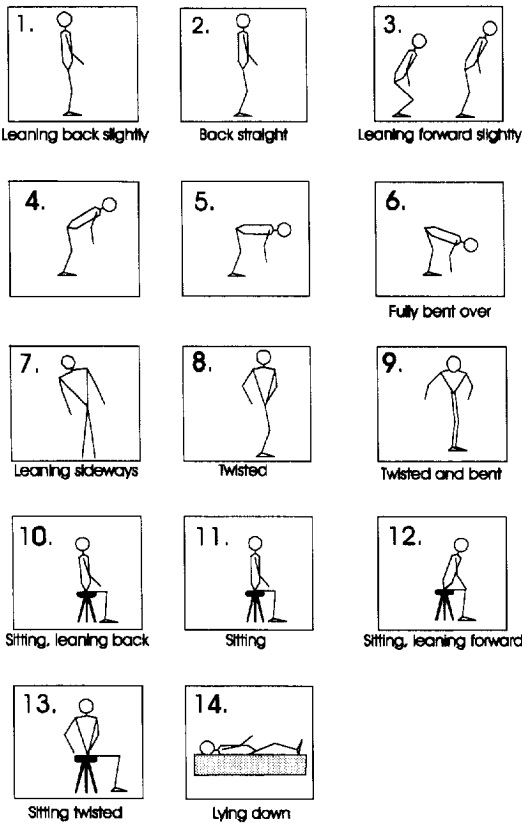 1.
2.
3.
Leaning back slightly
Back straight
Leaning forward slightly
4.
5.
6.
Fully bent over
7.
8.
9.
Leaning sideways
Twisted
Twisted and bent
10.
11.
12.
Sitting, leaning back
Sitting
Sitting, leaning forward
13.
14.
Sitting twisted
Lying down